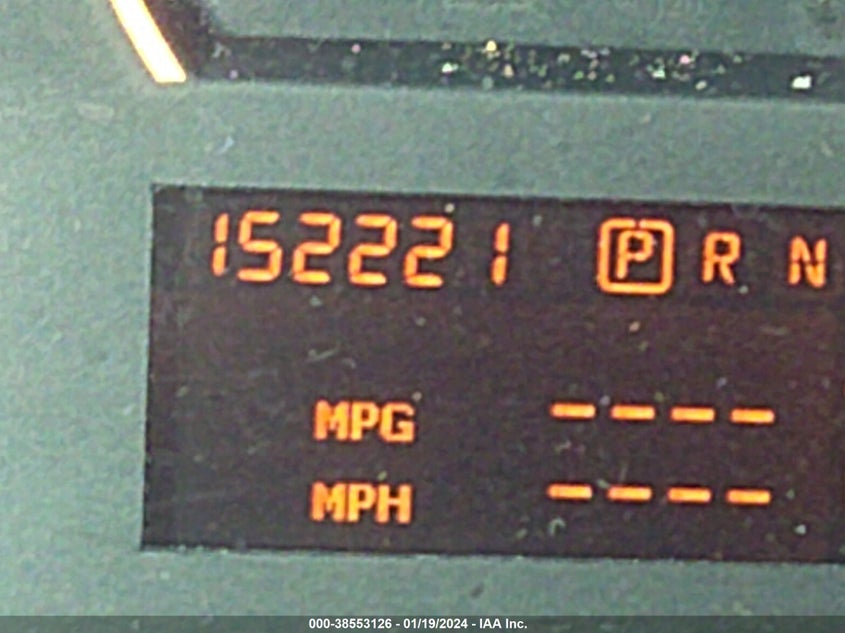 152221 P R N
MPG ----
MPH ----
000-38553126 - 01/19/2024 - IAA Inc.